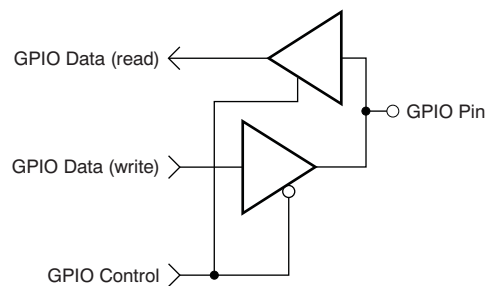 GPIO Data (read)
GPIO Pin
GPIO Data (write)
GPIO Control